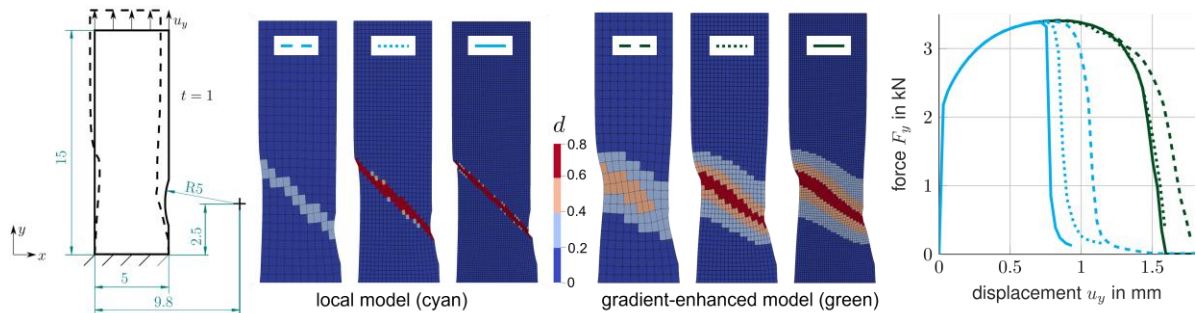 u_y
t = 1
15
R5
2.5
y
x
5
9.8
local model (cyan)
d
0.8
0.6
0.4
0.2
0
gradient-enhanced model (green)
force F_y in kN
3
2
1
0
0
0.5
1
1.5
displacement u_y in mm